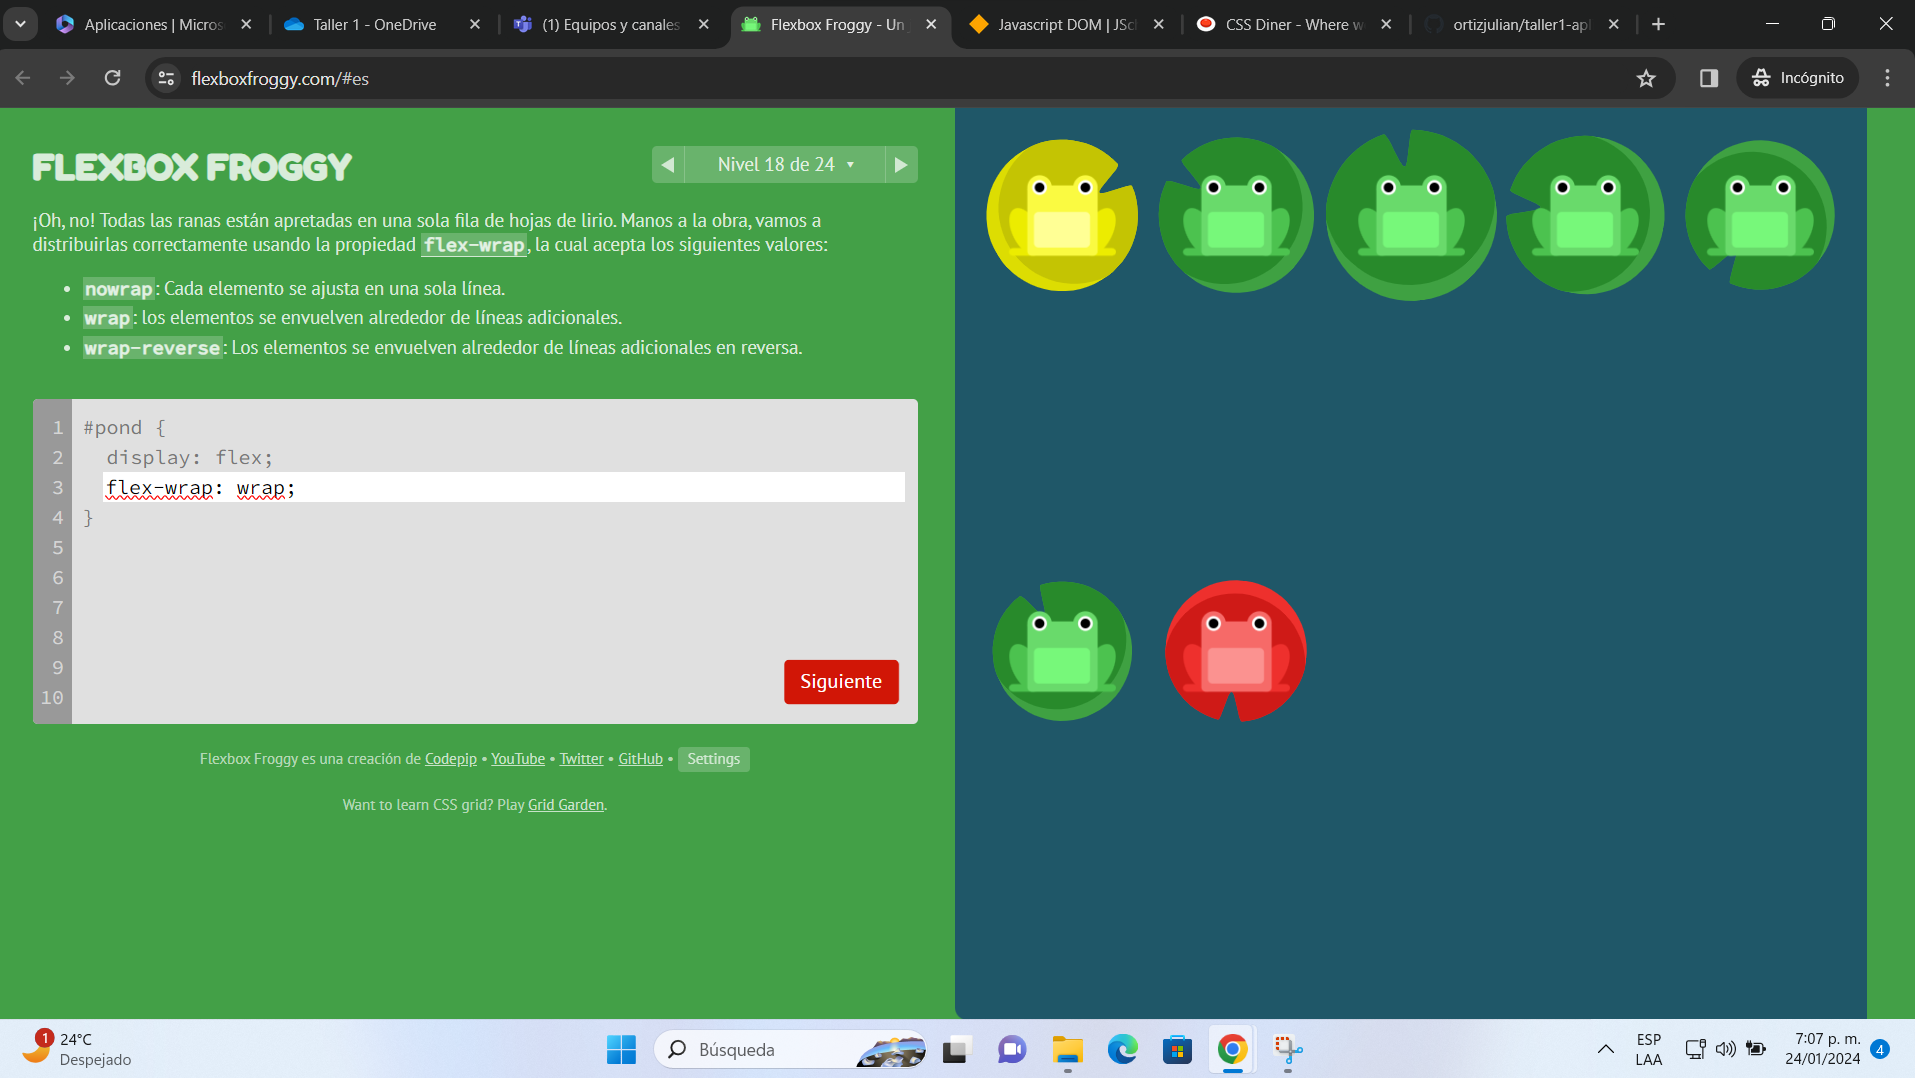 Aplicaciones | Micros
Taller 1 - OneDrive
(1) Equipos y canales
Flexbox Froggy - Un
Javascript DOM | JSc
CSS Diner - Where w
ortizjulian/taller1-apl
flexboxfroggy.com/#es
Incógnito
FLEXBOX FROGGY
Nivel 18 de 24
¡Oh, no! Todas las ranas están apretadas en una sola fila de hojas de lirio. Manos a la obra, vamos a
distribuirlas correctamente usando la propiedad flex-wrap, la cual acepta los siguientes valores:
• nowrap: Cada elemento se ajusta en una sola línea.
• wrap: los elementos se envuelven alrededor de líneas adicionales.
• wrap-reverse: Los elementos se envuelven alrededor de líneas adicionales en reversa.
1 #pond {
2 display: flex;
3 flex-wrap: wrap;
4 }
5
6
7
8
9
10
Siguiente
Flexbox Froggy es una creación de Codepip • YouTube • Twitter • GitHub • Settings
Want to learn CSS grid? Play Grid Garden.
1
24°C
Despejado
Búsqueda
ESP
LAA
7:07 p. m.
24/01/2024
4